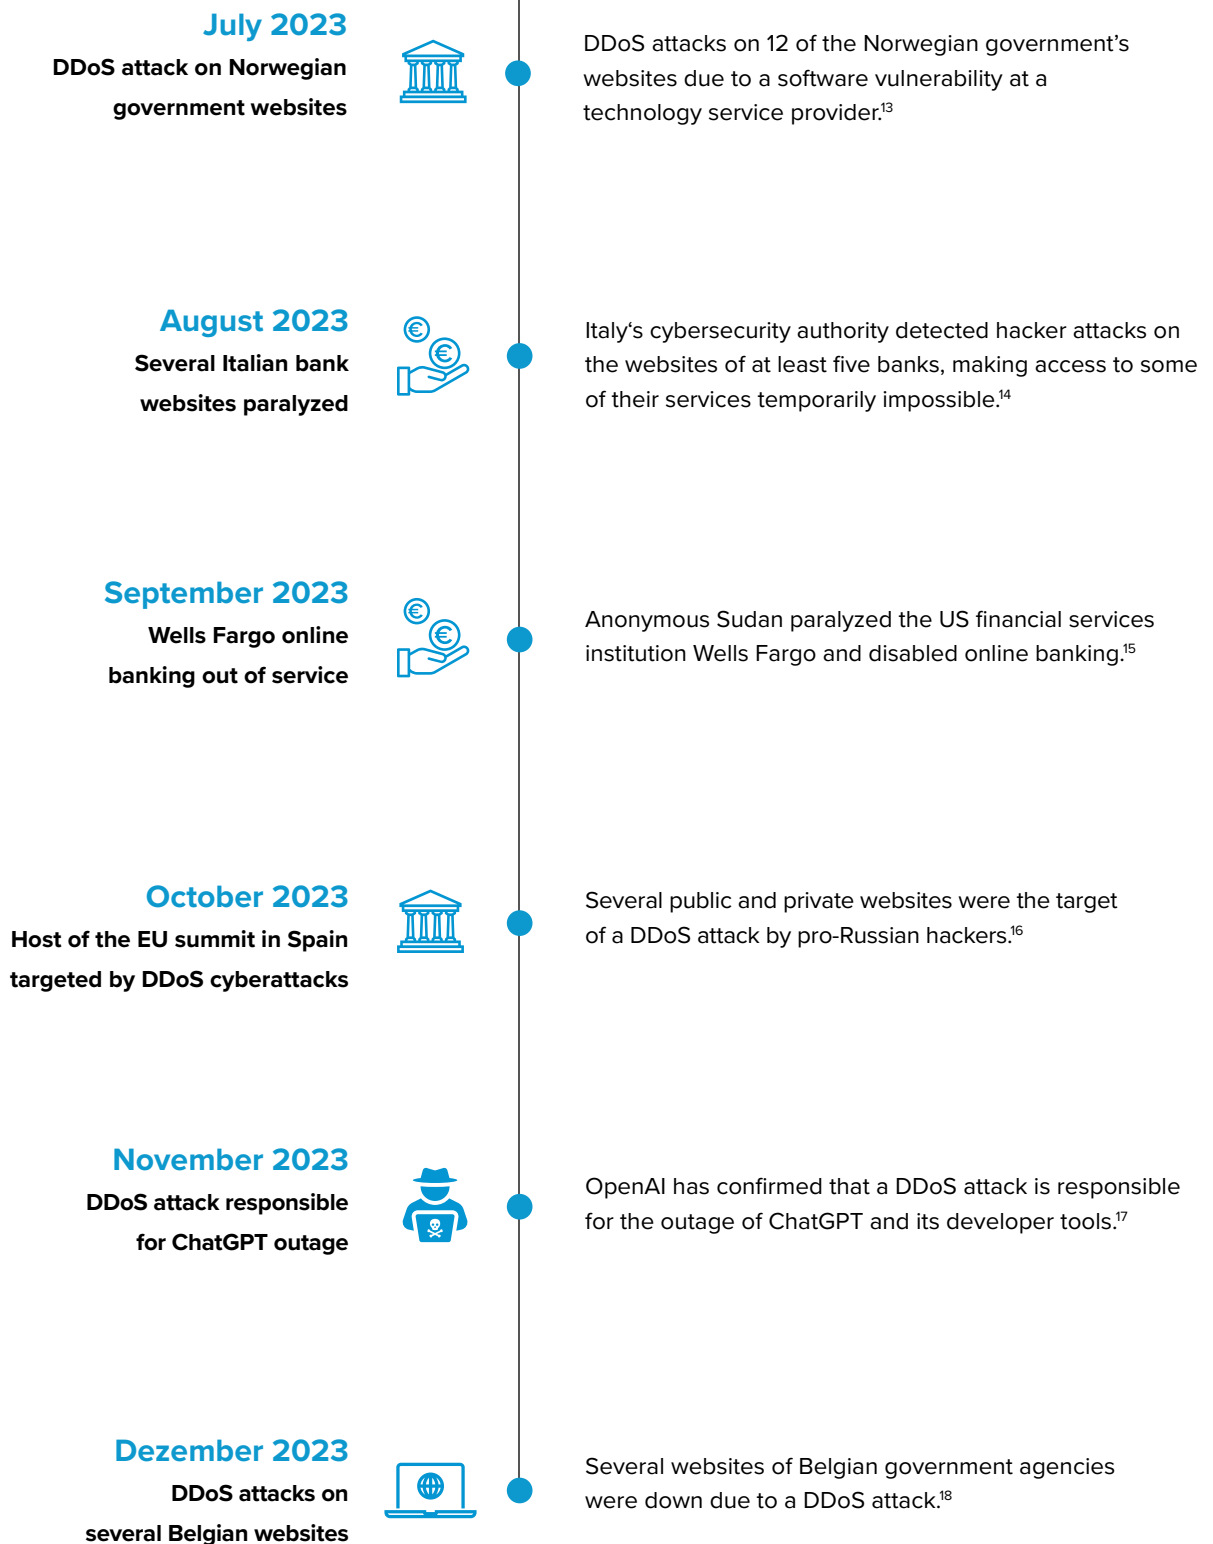 July 2023
DDoS attack on Norwegian
government websites
DDoS attacks on 12 of the Norwegian government’s
websites due to a software vulnerability at a
technology service provider.¹³
August 2023
Several Italian bank
websites paralyzed
€
€
Italy‘s cybersecurity authority detected hacker attacks on
the websites of at least five banks, making access to some
of their services temporarily impossible.¹⁴
September 2023
Wells Fargo online
banking out of service
€
€
Anonymous Sudan paralyzed the US financial services
institution Wells Fargo and disabled online banking.¹⁵
October 2023
Host of the EU summit in Spain
targeted by DDoS cyberattacks
Several public and private websites were the target
of a DDoS attack by pro-Russian hackers.¹⁶
November 2023
DDoS attack responsible
for ChatGPT outage
OpenAI has confirmed that a DDoS attack is responsible
for the outage of ChatGPT and its developer tools.¹⁷
Dezember 2023
DDoS attacks on
several Belgian websites
Several websites of Belgian government agencies
were down due to a DDoS attack.¹⁸